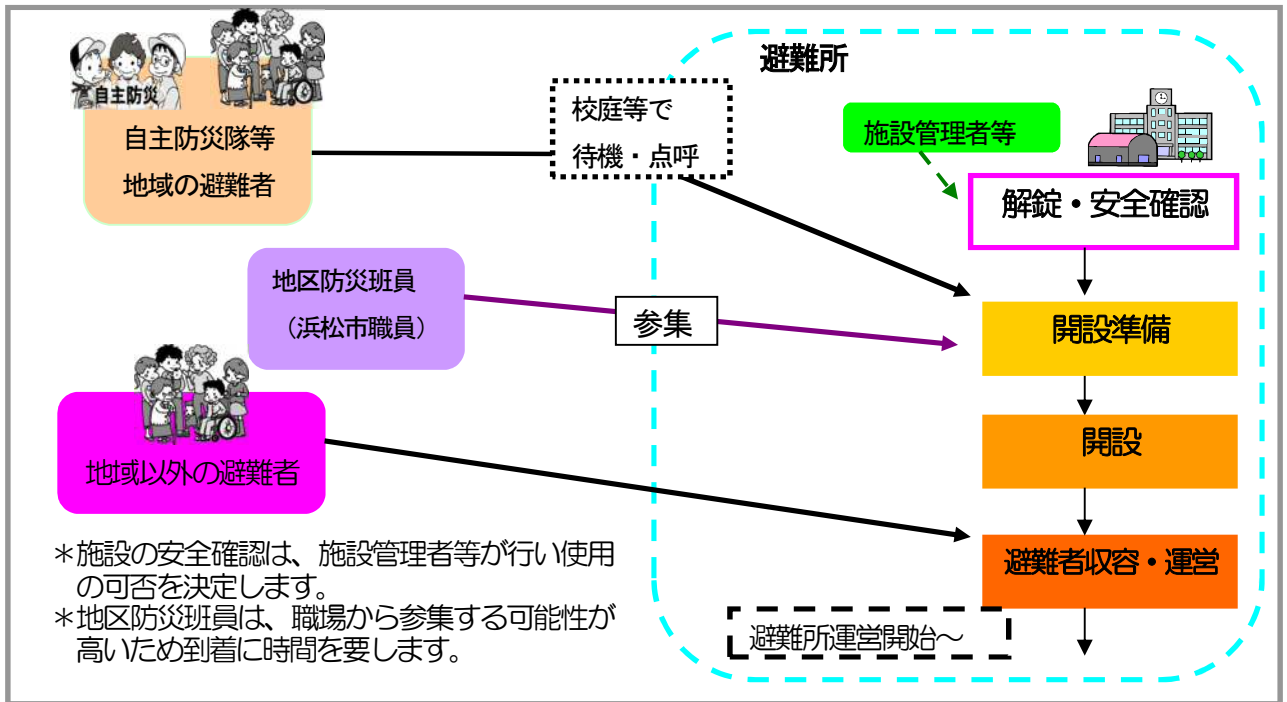 自主防災
自主防災隊等
地域の避難者
校庭等で
待機・点呼
避難所
施設管理者等
解錠・安全確認
地区防災班員
（浜松市職員）
参集
開設準備
開設
地域以外の避難者
避難者収容・運営
避難所運営開始～
＊施設の安全確認は、施設管理者等が行い使用
の可否を決定します。
＊地区防災班員は、職場から参集する可能性が
高いため到着に時間を要します。